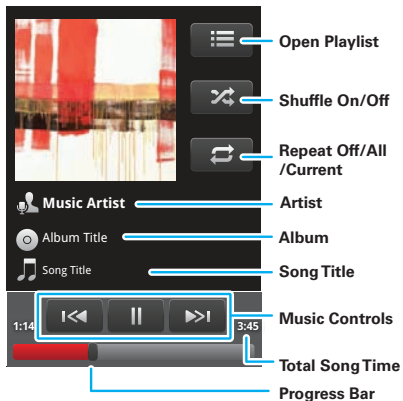 Open Playlist
Shuffle On/Off
Repeat Off/All
/Current
Music Artist
Artist
Album Title
Album
Song Title
Song Title
Music Controls
1:14
3:45
Total Song Time
Progress Bar